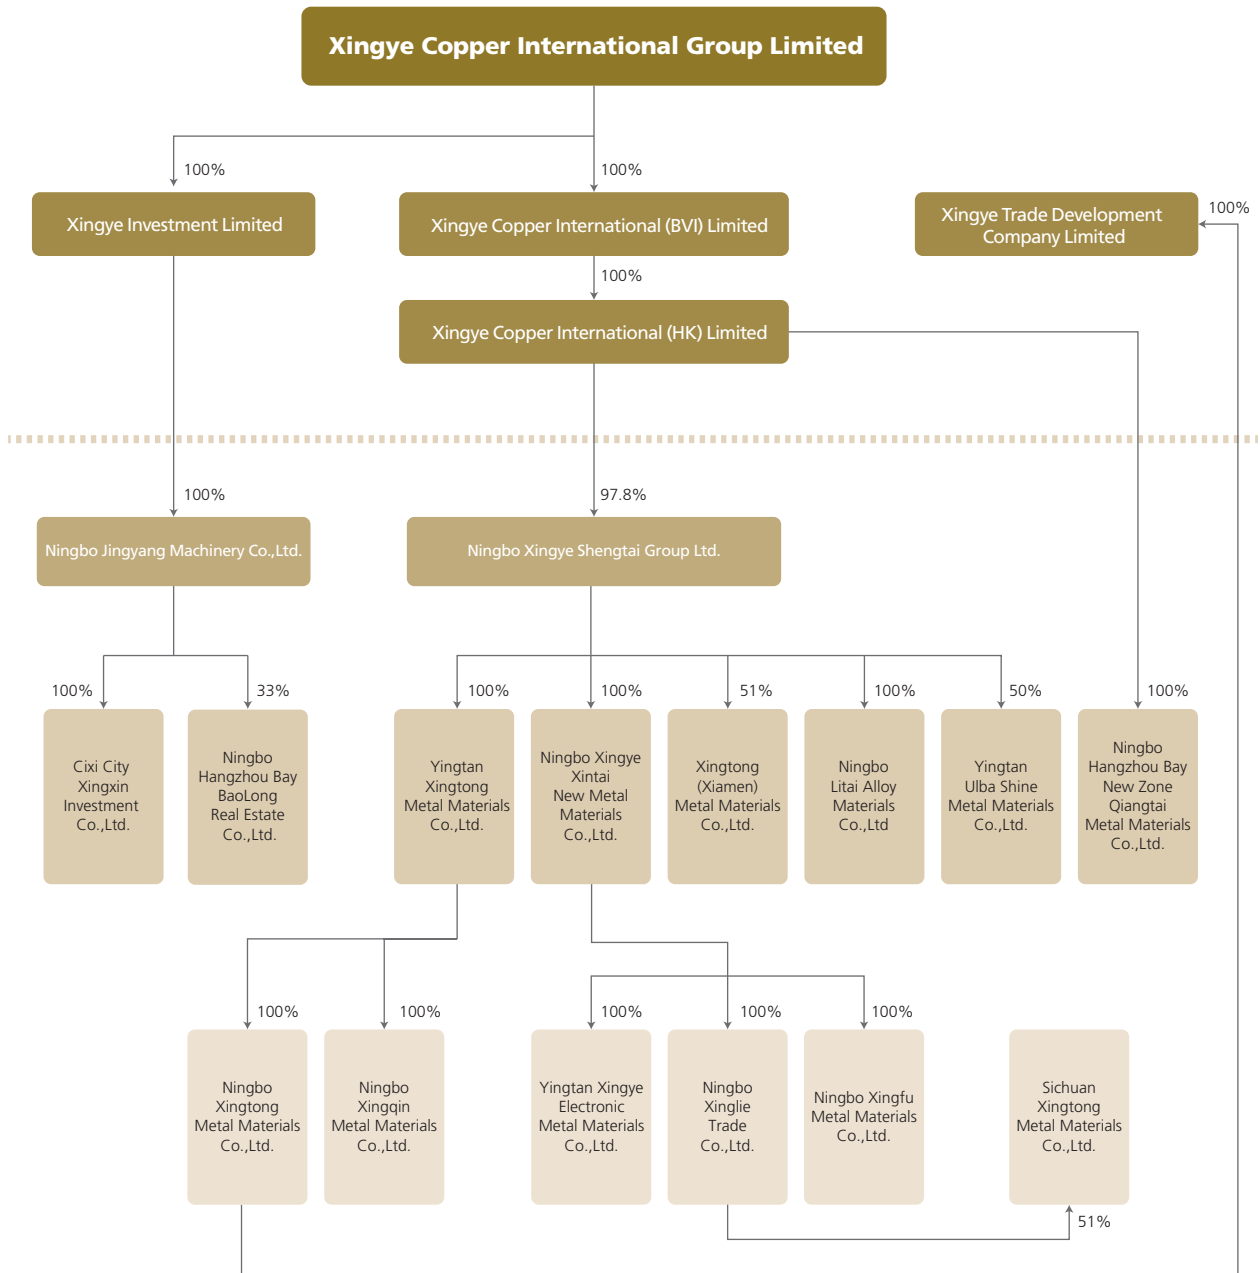 Xingye Copper International Group Limited
100%
100%
Xingye Investment Limited
Xingye Copper International (BVI) Limited
Xingye Trade Development
Company Limited
100%
100%
Xingye Copper International (HK) Limited
100%
97.8%
Ningbo Jingyang Machinery Co.,Ltd.
Ningbo Xingye Shengtai Group Ltd.
100%
33%
100%
100%
51%
100%
50%
100%
Cixi City
Xingxin
Investment
Co.,Ltd.
Ningbo
Hangzhou Bay
BaoLong
Real Estate
Co.,Ltd.
Yingtan
Xingtong
Metal Materials
Co.,Ltd.
Ningbo Xingye
Xintai
New Metal
Materials
Co.,Ltd.
Xingtong
(Xiamen)
Metal Materials
Co.,Ltd.
Ningbo
Litai Alloy
Materials
Co.,Ltd
Yingtan
Ulba Shine
Metal Materials
Co.,Ltd.
Ningbo
Hangzhou Bay
New Zone
Qiangtai
Metal Materials
Co.,Ltd.
100%
100%
100%
100%
100%
Ningbo
Xingtong
Metal Materials
Co.,Ltd.
Ningbo
Xingqin
Metal Materials
Co.,Ltd.
Yingtan Xingye
Electronic
Metal Materials
Co.,Ltd.
Ningbo
Xinglie
Trade
Co.,Ltd.
Ningbo Xingfu
Metal Materials
Co.,Ltd.
Sichuan
Xingtong
Metal Materials
Co.,Ltd.
51%